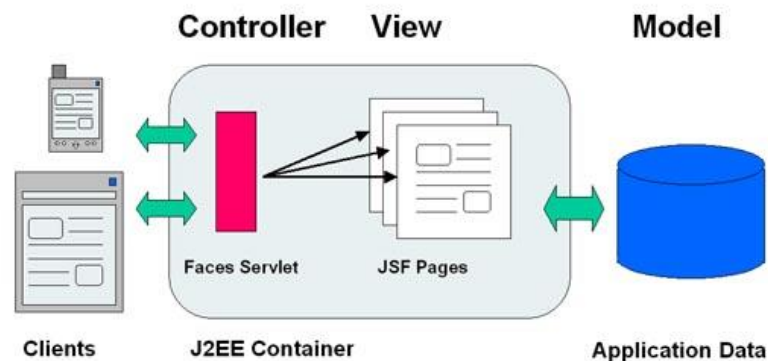 Controller View Model
Faces Servlet JSF Pages
Clients J2EE Container Application Data